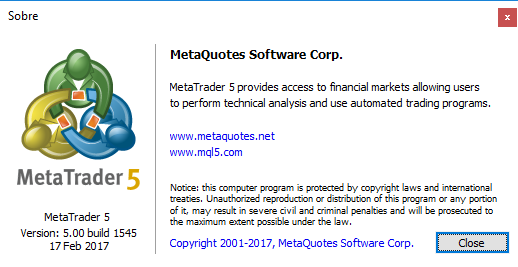 Sobre
x
MetaQuotes Software Corp.
MetaTrader 5 provides access to financial markets allowing users
to perform technical analysis and use automated trading programs.
www.metaquotes.net
www.mql5.com
MetaTrader 5
Notice: this computer program is protected by copyright laws and international
treaties. Unauthorized reproduction or distribution of this program or any portion
of it, may result in severe civil and criminal penalties and will be prosecuted to
the maximum extent possible under the law.
MetaTrader 5
Version: 5.00 build 1545
17 Feb 2017
Copyright 2001-2017, MetaQuotes Software Corp.
Close